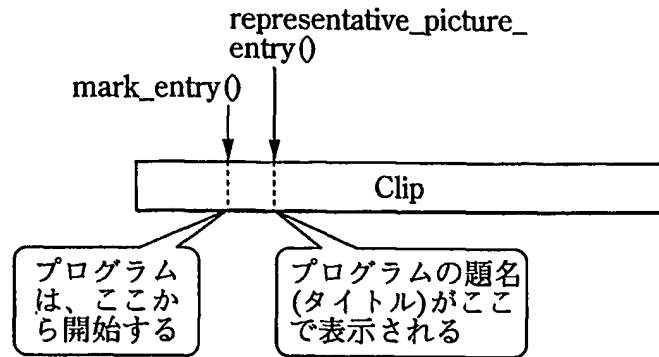 representative_picture_
entry()
mark_entry()
Clip
プログラム
は、ここか
ら開始する
プログラムの題名
(タイトル)がここ
で表示される